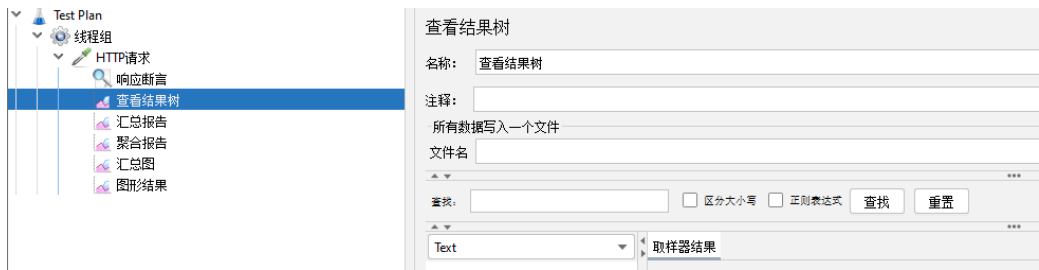 Test Plan
线程组
HTTP请求
响应断言
查看结果树
汇总报告
聚合报告
汇总图
图形结果
查看结果树
名称： 查看结果树
注释：
所有数据写入一个文件
文件名
查找： 区分大小写 正则表达式 查找 重置
Text 取样器结果